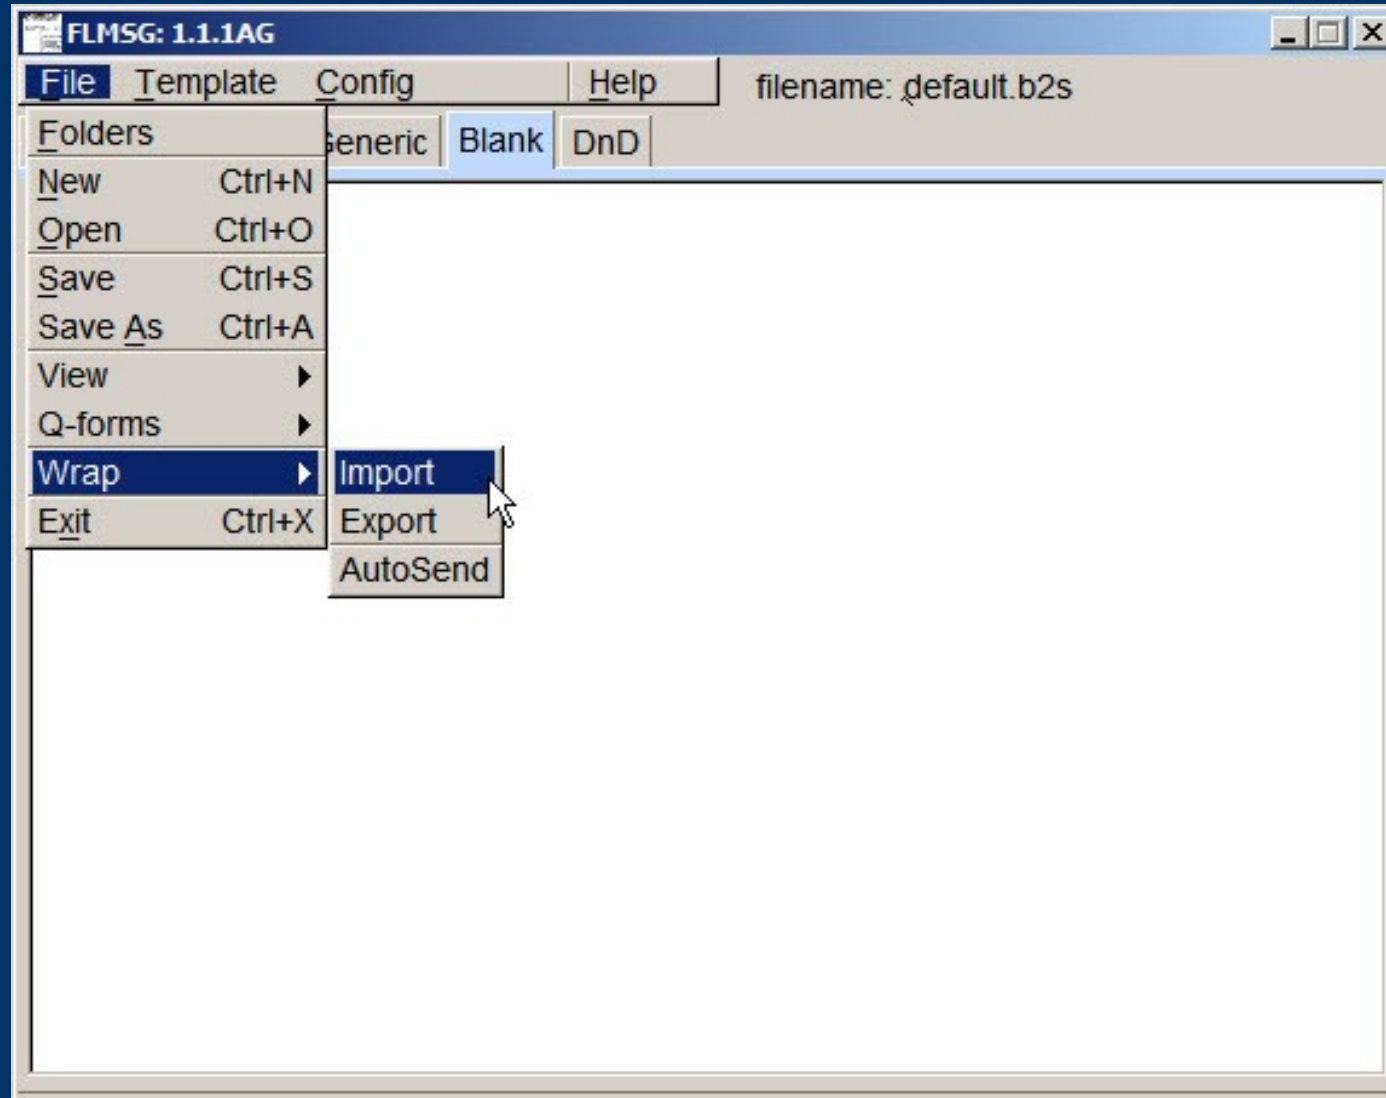 FLMSG: 1.1.1AG
File Template Config Help filename: default.b2s
Folders
Generic Blank DnD
New Ctrl+N
Open Ctrl+O
Save Ctrl+S
Save As Ctrl+A
View
Q-forms
Wrap Import
Exit Ctrl+X Export
AutoSend